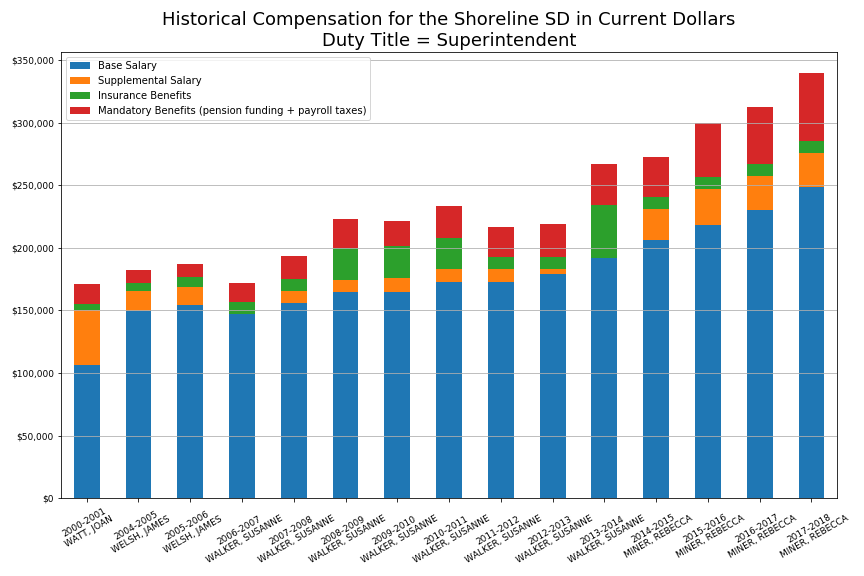 Historical Compensation for the Shoreline SD in Current Dollars
Duty Title = Superintendent
Base Salary
Supplemental Salary
Insurance Benefits
Mandatory Benefits (pension funding + payroll taxes)
$350,000
$300,000
$250,000
$200,000
$150,000
$100,000
$50,000
$0
2000-2001
WATT, JOAN
2004-2005
WELSH, JAMES
2005-2006
WELSH, JAMES
2006-2007
WALKER, SUSANNE
2007-2008
WALKER, SUSANNE
2008-2009
WALKER, SUSANNE
2009-2010
WALKER, SUSANNE
2010-2011
WALKER, SUSANNE
2011-2012
WALKER, SUSANNE
2012-2013
WALKER, SUSANNE
2013-2014
WALKER, SUSANNE
2014-2015
MINER, REBECCA
2015-2016
MINER, REBECCA
2016-2017
MINER, REBECCA
2017-2018
MINER, REBECCA